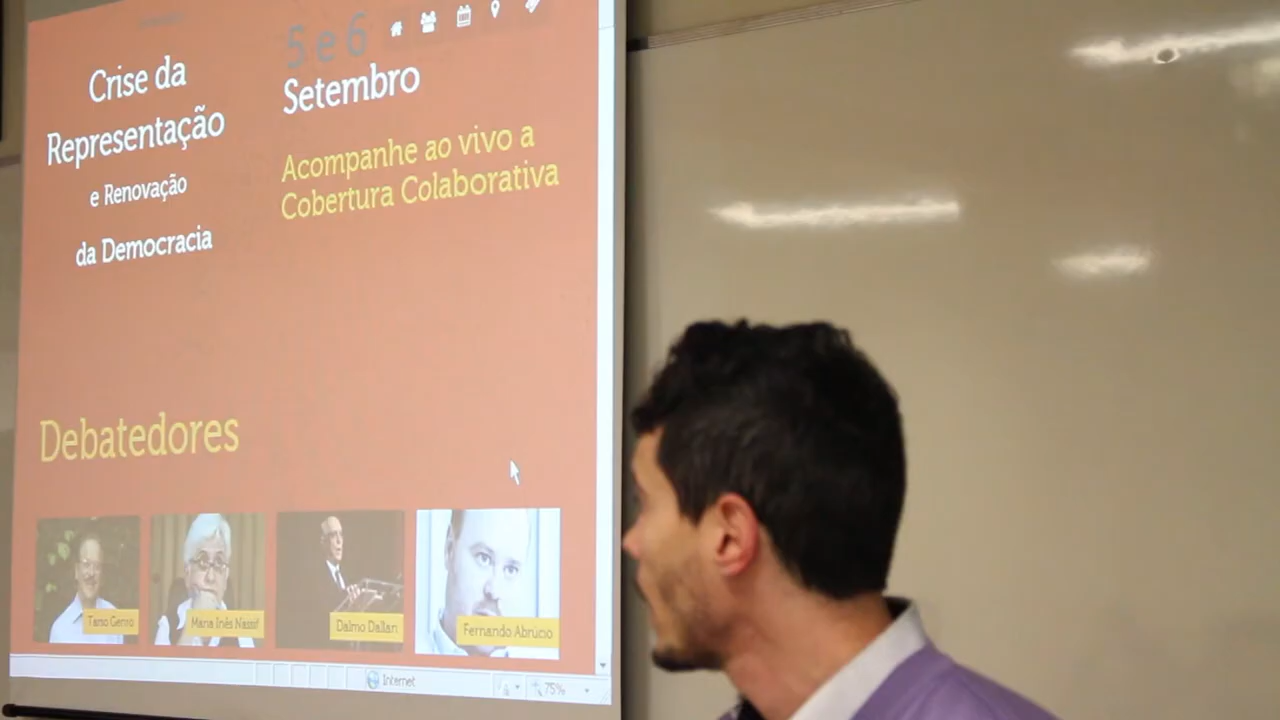 Crise da
Representação
e Renovação
da Democracia
5 e 6
Setembro
Acompanhe ao vivo a
Cobertura Colaborativa
Debatedores
Tarso Genro
Maria Inês Nassif
Dalmo Dallari
Fernando Abrúcio
Internet
75%